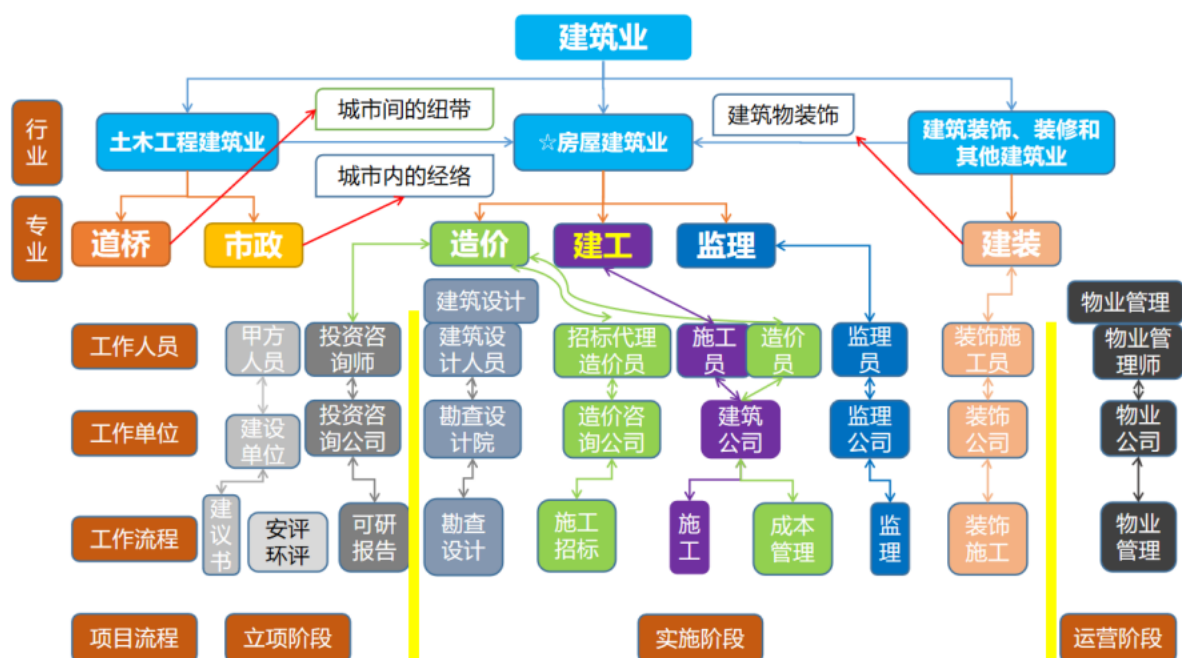 建筑业
城市间的纽带
建筑物装饰
行
业
土木工程建筑业
☆房屋建筑业
建筑装饰、装修和
其他建筑业
城市内的经络
专
业
道桥
市政
造价
建工
监理
建装
建筑设计
物业管理
工作人员
甲方
人员
投资咨
询师
建筑设
计人员
招标代理
造价员
施工
员
造价
员
监理
员
装饰施
工员
物业管
理师
工作单位
建设
单位
投资咨
询公司
勘查设
计院
造价咨
询公司
建筑
公司
监理
公司
装饰
公司
物业
公司
工作流程
建
议
书
安评
环评
可研
报告
勘查
设计
施工
招标
施
工
成本
管理
监
理
装饰
施工
物业
管理
项目流程
立项阶段
实施阶段
运营阶段